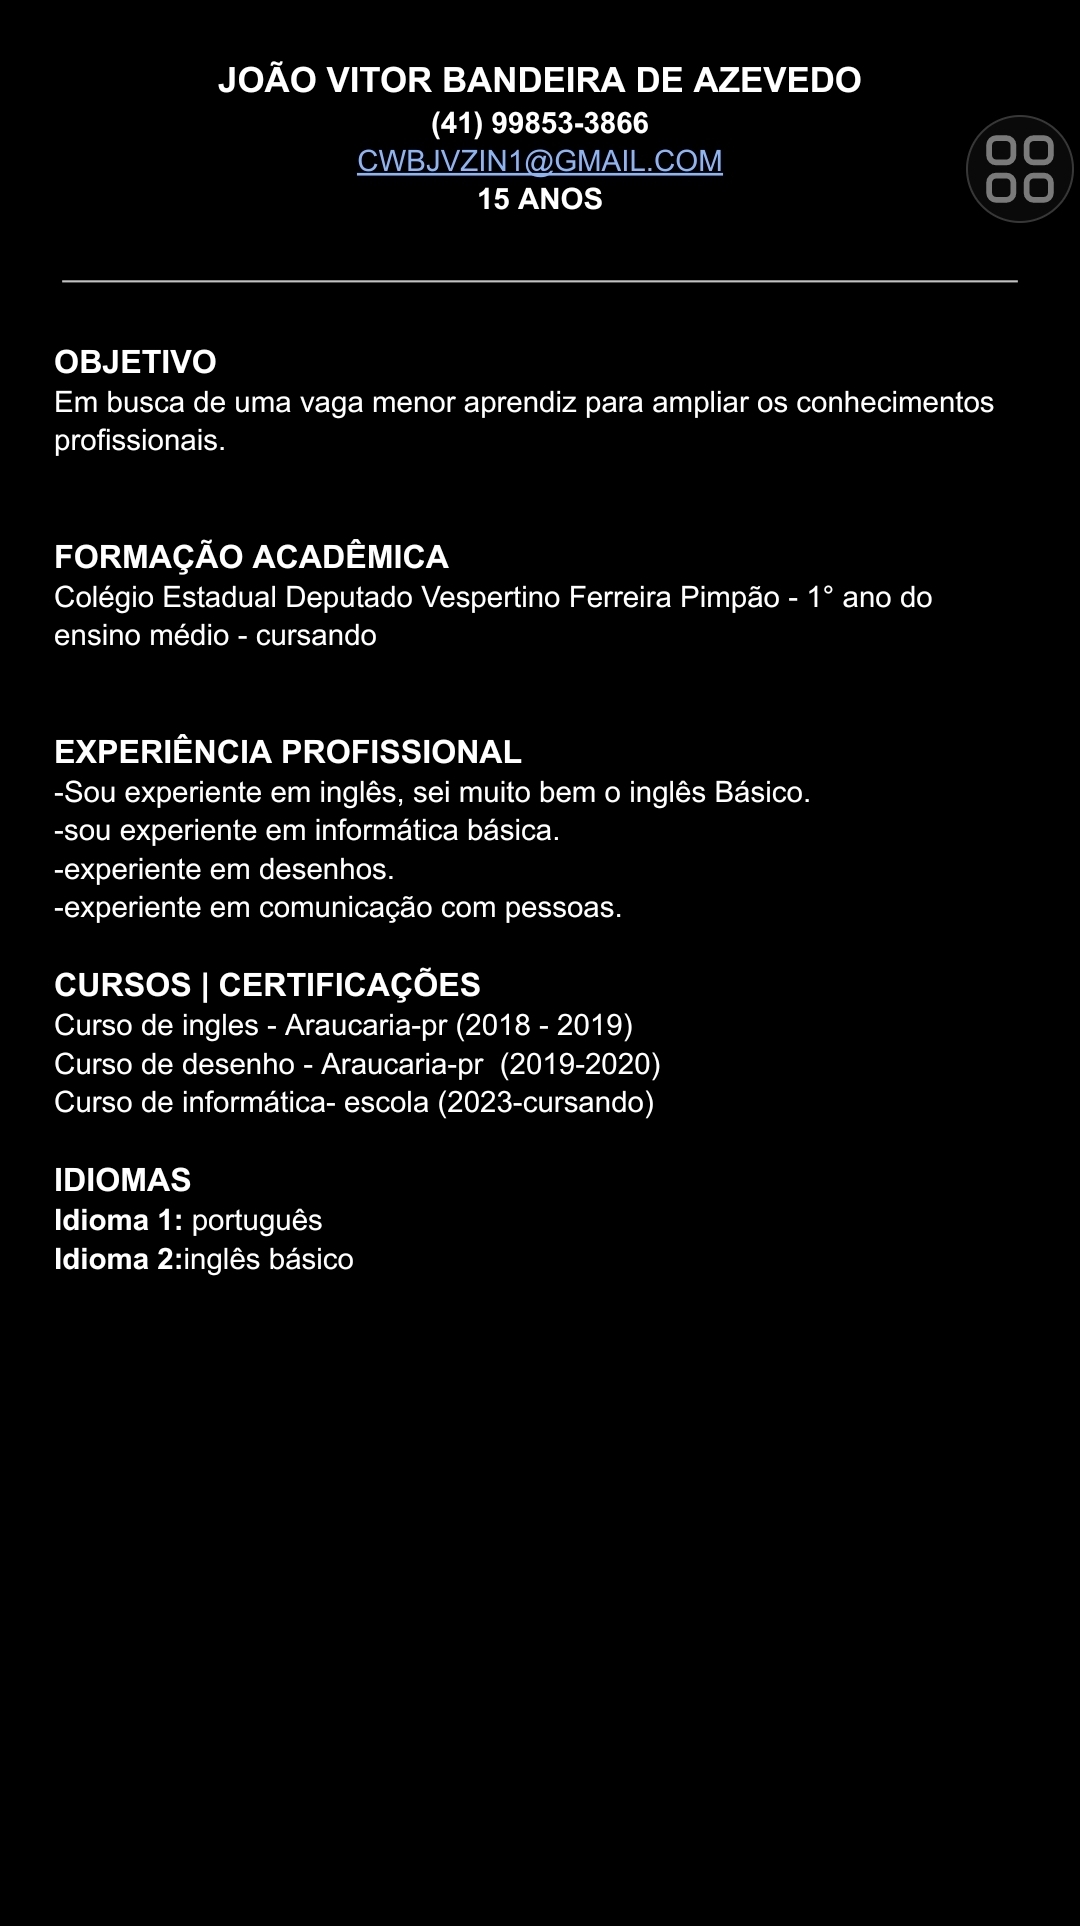 JOÃO VITOR BANDEIRA DE AZEVEDO
(41) 99853-3866
CWBJVZIN1@GMAIL.COM
15 ANOS
OBJETIVO
Em busca de uma vaga menor aprendiz para ampliar os conhecimentos
profissionais.
FORMAÇÃO ACADÊMICA
Colégio Estadual Deputado Vespertino Ferreira Pimpão - 1° ano do
ensino médio - cursando
EXPERIÊNCIA PROFISSIONAL
-Sou experiente em inglês, sei muito bem o inglês Básico.
-sou experiente em informática básica.
-experiente em desenhos.
-experiente em comunicação com pessoas.
CURSOS | CERTIFICAÇÕES
Curso de ingles - Araucaria-pr (2018 - 2019)
Curso de desenho - Araucaria-pr  (2019-2020)
Curso de informática- escola (2023-cursando)
IDIOMAS
Idioma 1: português
Idioma 2:inglês básico